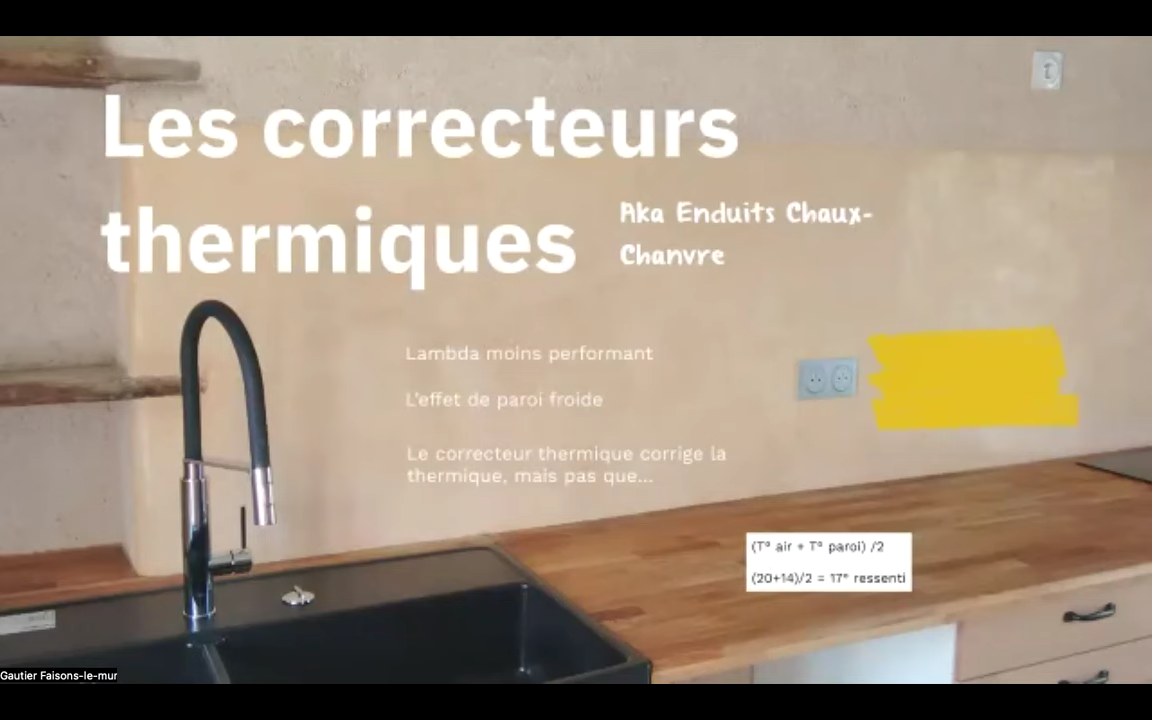 Les correcteurs
thermiques
Aka Enduits Chaux-
Chanvre
Lambda moins performant
L'effet de paroi froide
Le correcteur thermique corrige la
thermique, mais pas que...
(T° air + T° paroi) /2
(20+14)/2 = 17° ressenti
Gautier Faisons-le-mur